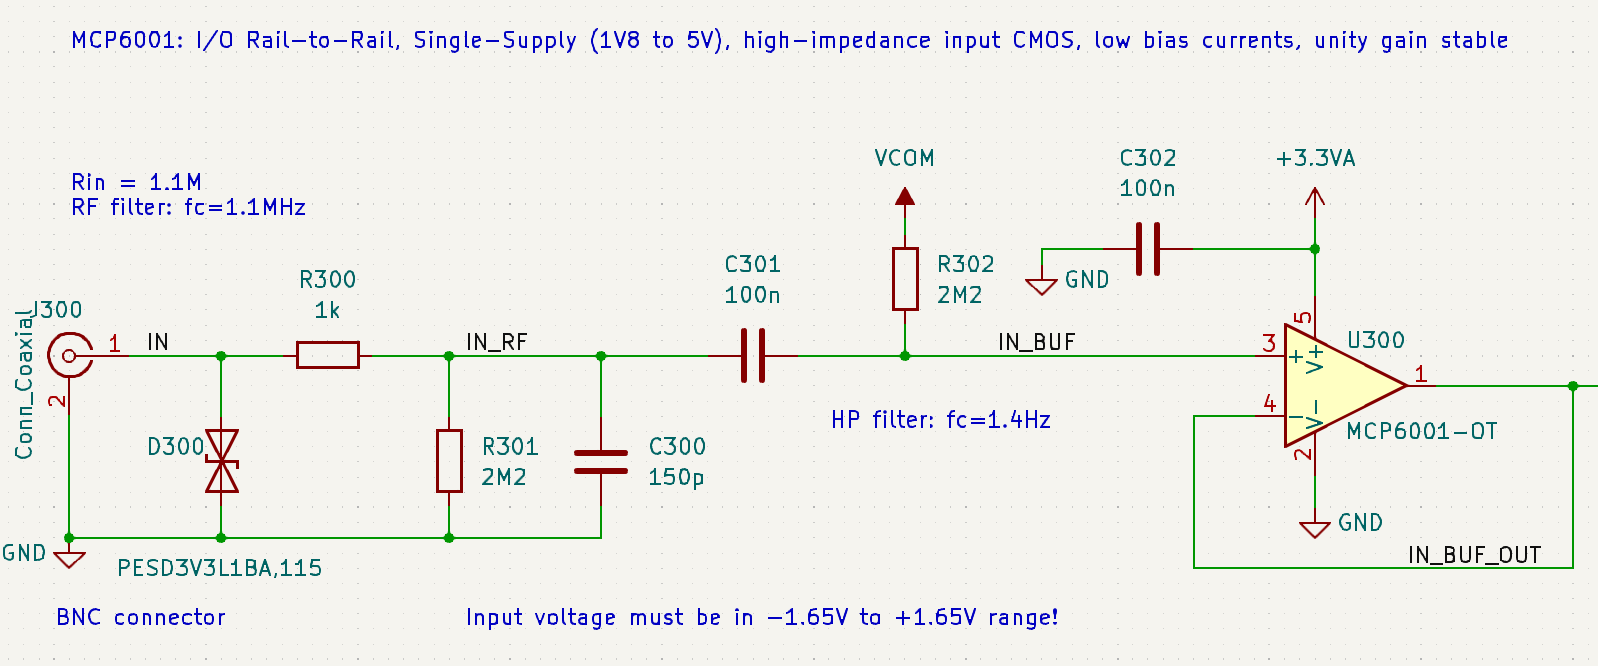 MCP6001: I/O Rail-to-Rail, Single-Supply (1V8 to 5V), high-impedance input CMOS, low bias currents, unity gain stable
Rin = 1.1M
RF filter: fc=1.1MHz
VCOM
C302
100n
+3.3VA
R302
2M2
GND
C301
100n
R300
1k
J300
Conn_Coaxial
1
2
IN
IN_RF
IN_BUF
3
4
5
2
1
+
-
V+
V-
U300
MCP6001-OT
HP filter: fc=1.4Hz
D300
R301
2M2
C300
150p
GND
IN_BUF_OUT
GND
PESD3V3L1BA,115
BNC connector
Input voltage must be in -1.65V to +1.65V range!